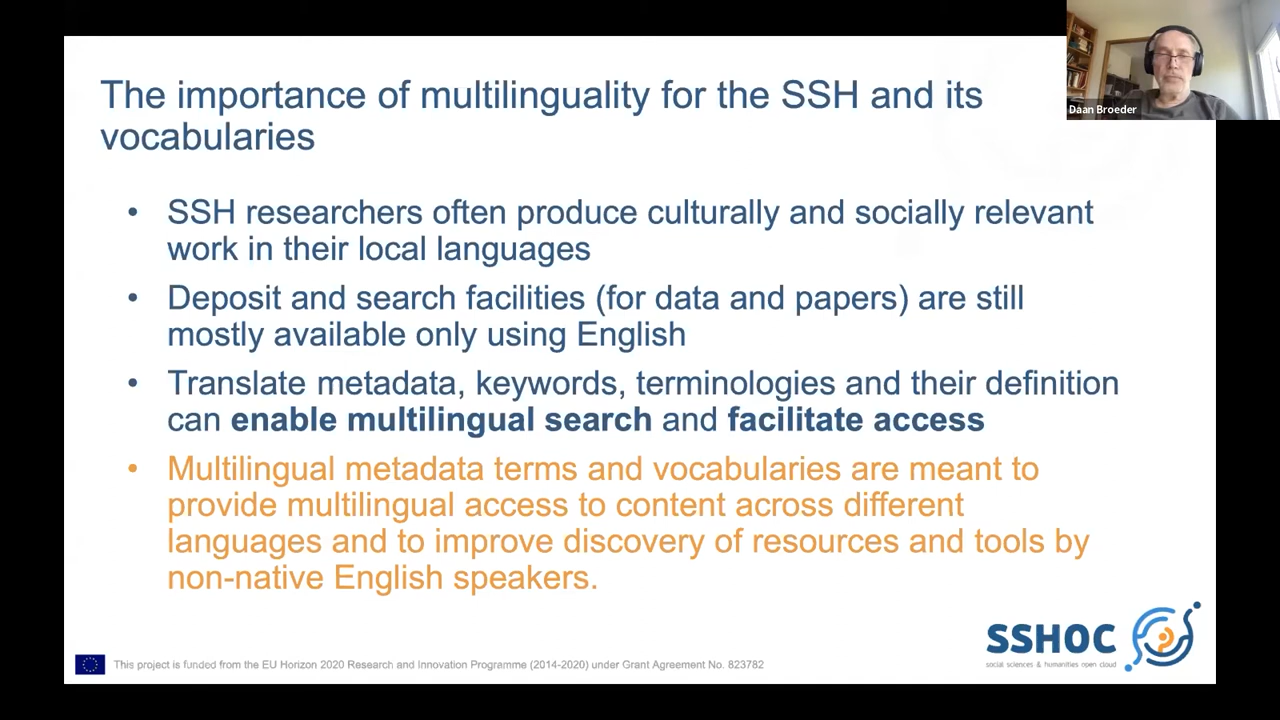 The importance of multilinguality for the SSH and its
vocabularies
Daan Broeder
• SSH researchers often produce culturally and socially relevant
work in their local languages
• Deposit and search facilities (for data and papers) are still
mostly available only using English
• Translate metadata, keywords, terminologies and their definition
can enable multilingual search and facilitate access
• Multilingual metadata terms and vocabularies are meant to
provide multilingual access to content across different
languages and to improve discovery of resources and tools by
non-native English speakers.
This project is funded from the EU Horizon 2020 Research and Innovation Programme (2014-2020) under Grant Agreement No. 823782
SSHOC
social sciences & humanities open cloud